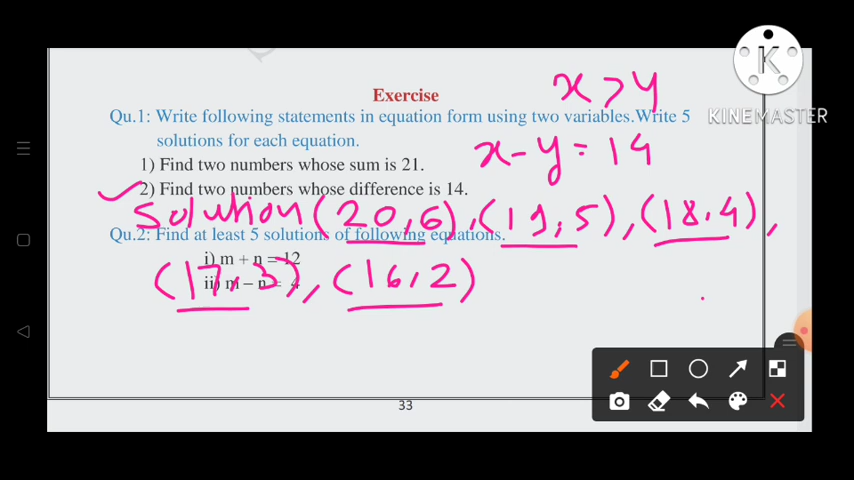 Exercise
x > y
K
KINEMASTER
Qu.1: Write following statements in equation form using two variables.Write 5
solutions for each equation.
x - y = 14
1) Find two numbers whose sum is 21.
2) Find two numbers whose difference is 14.
Solution (20,6), (19,5), (18,4),
Qu.2: Find at least 5 solutions of following equations.
i) m + n = 12
(17,3), (16,2)
ii) m – n = 4
33